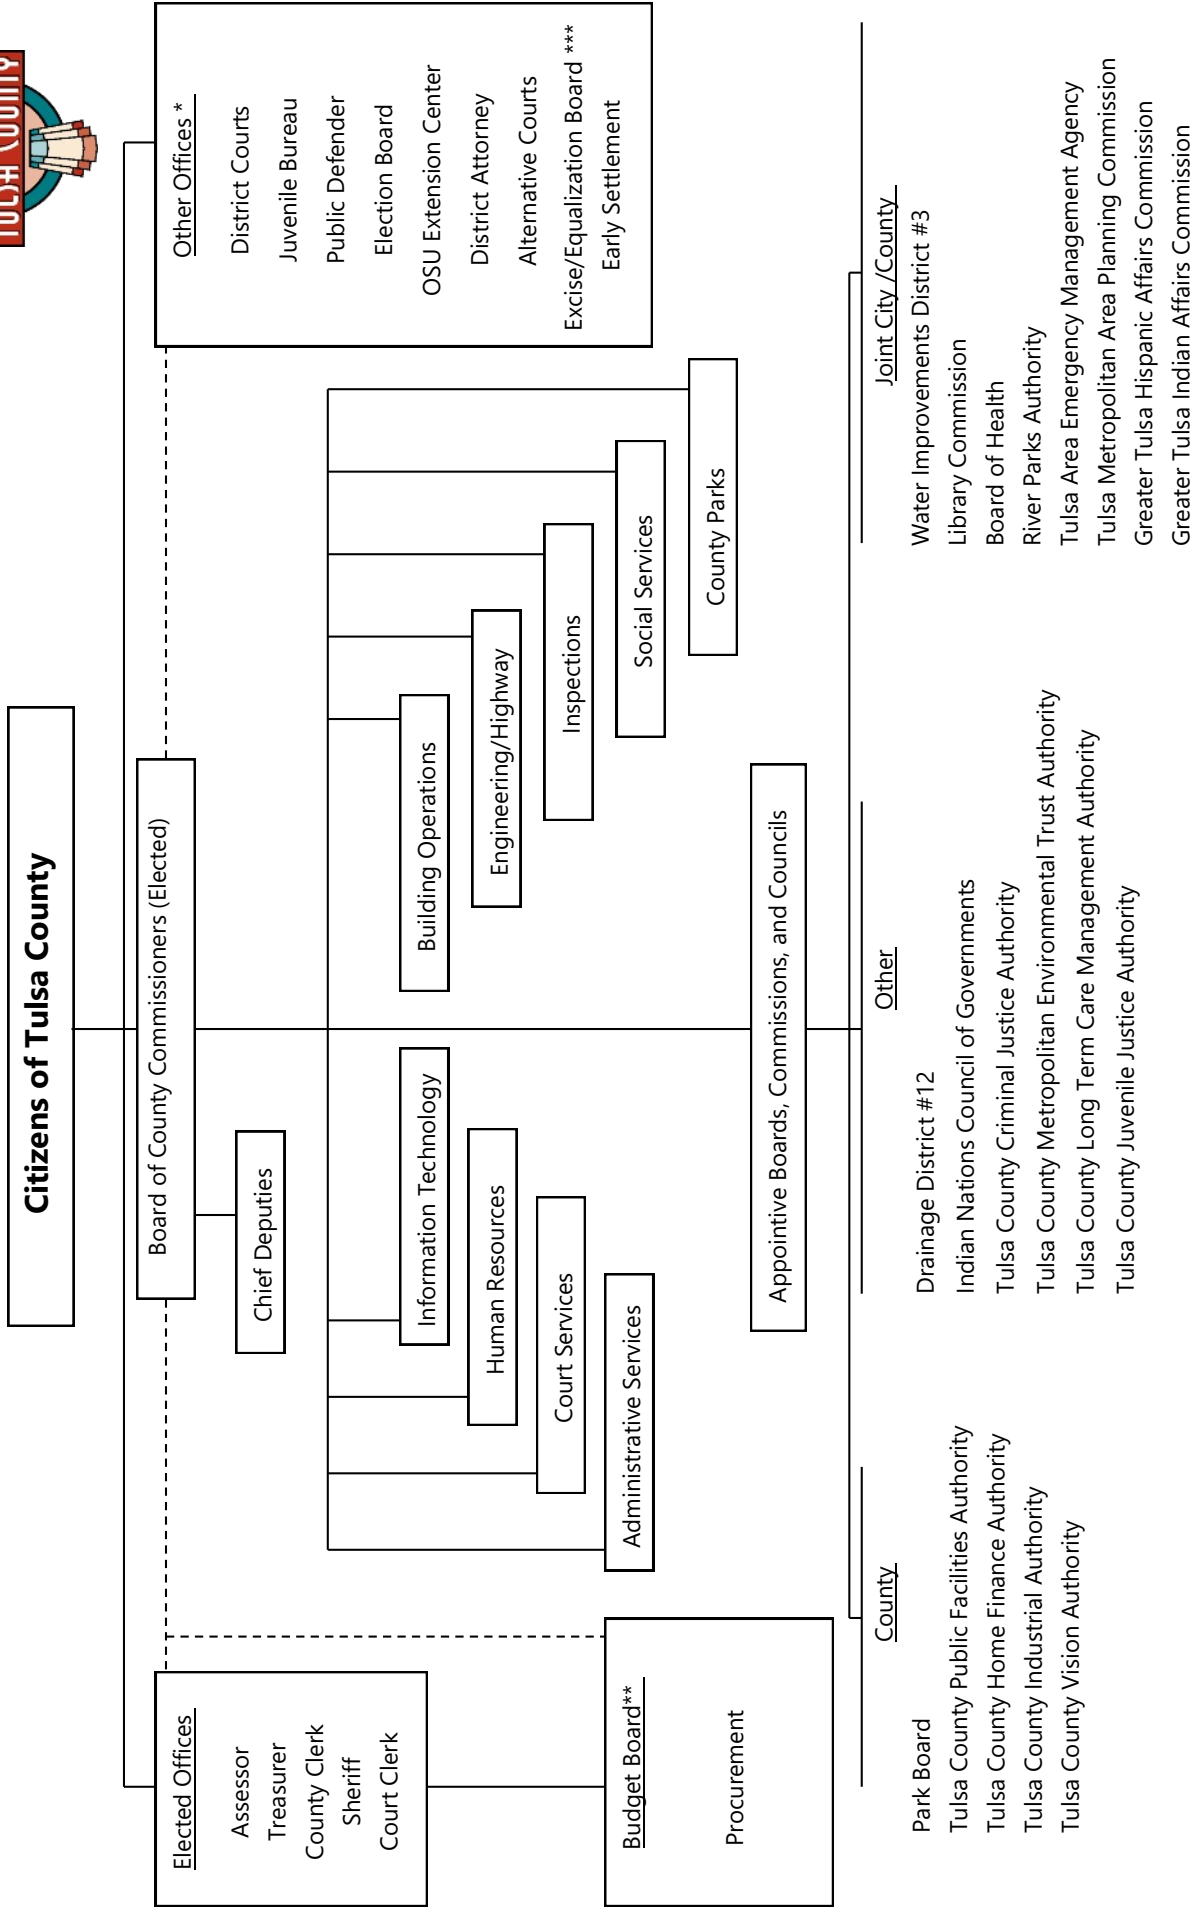 TULSA COUNTY
Citizens of Tulsa County
Board of County Commissioners (Elected)
Chief Deputies
Elected Offices
Assessor
Treasurer
County Clerk
Sheriff
Court Clerk
Other Offices *
District Courts
Juvenile Bureau
Public Defender
Election Board
OSU Extension Center
District Attorney
Alternative Courts
Excise/Equalization Board ***
Early Settlement
Information Technology
Human Resources
Court Services
Administrative Services
Building Operations
Engineering/Highway
Inspections
Social Services
County Parks
Budget Board**
Procurement
Appointive Boards, Commissions, and Councils
County
Park Board
Tulsa County Public Facilities Authority
Tulsa County Home Finance Authority
Tulsa County Industrial Authority
Tulsa County Vision Authority
Other
Drainage District #12
Indian Nations Council of Governments
Tulsa County Criminal Justice Authority
Tulsa County Metropolitan Environmental Trust Authority
Tulsa County Long Term Care Management Authority
Tulsa County Juvenile Justice Authority
Joint City /County
Water Improvements District #3
Library Commission
Board of Health
River Parks Authority
Tulsa Area Emergency Management Agency
Tulsa Metropolitan Area Planning Commission
Greater Tulsa Hispanic Affairs Commission
Greater Tulsa Indian Affairs Commission